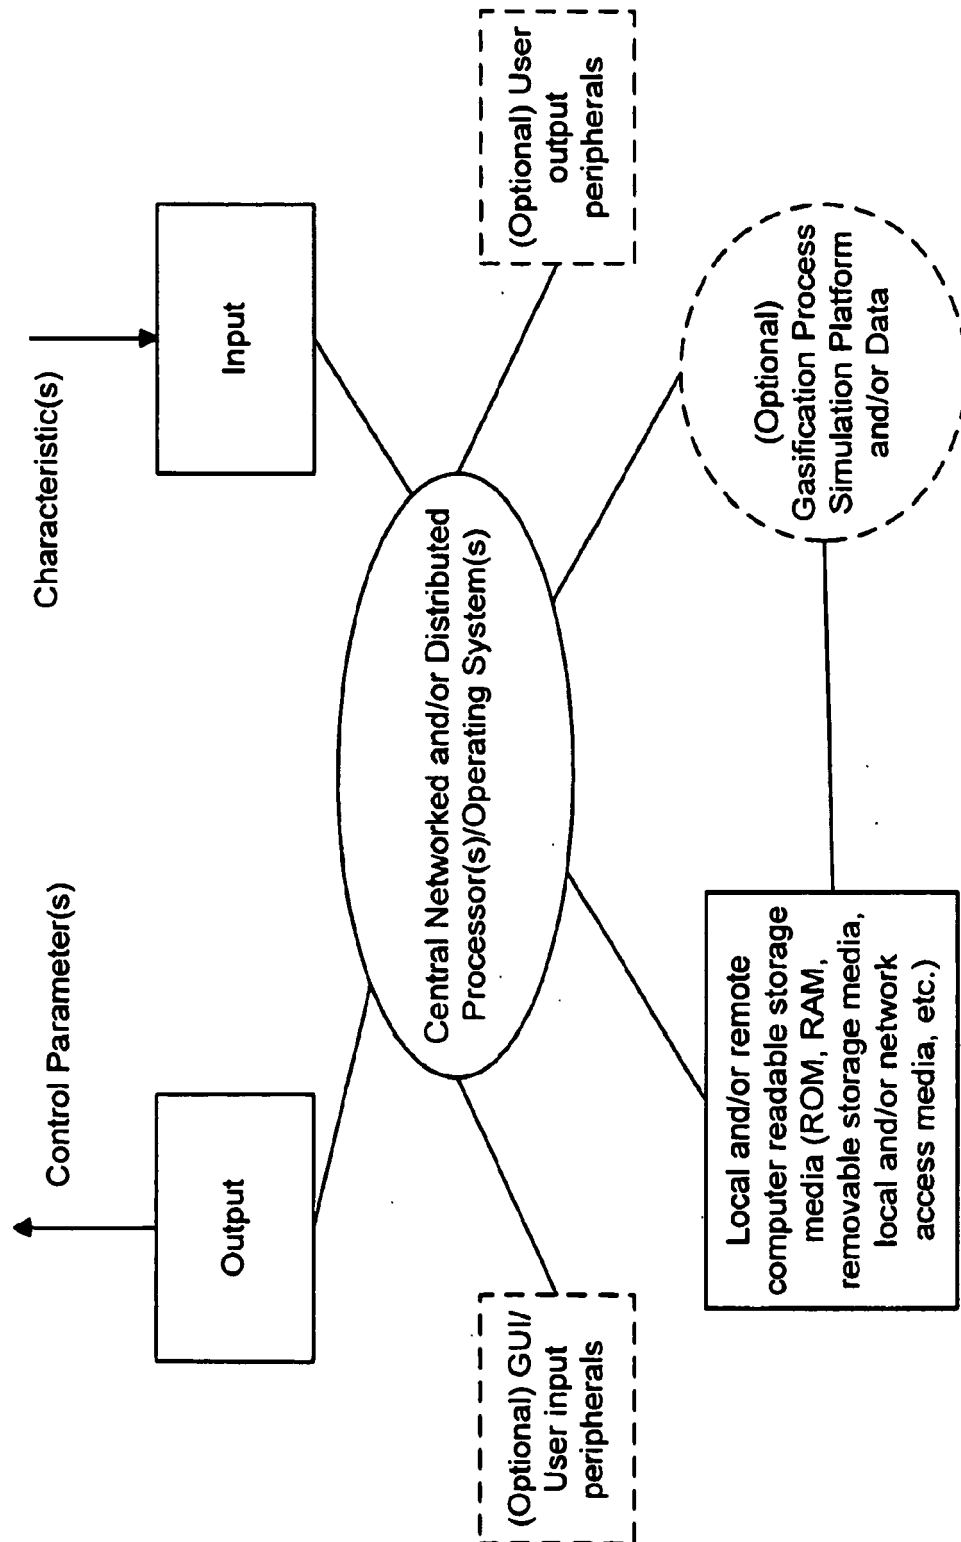 Control Parameter(s)
Characteristic(s)
Output
Input
Central Networked and/or Distributed
Processor(s)/Operating System(s)
(Optional) GUI/
User input
peripherals
(Optional) User
output
peripherals
Local and/or remote
computer readable storage
media (ROM, RAM,
removable storage media,
local and/or network
access media, etc.)
(Optional)
Gasification Process
Simulation Platform
and/or Data